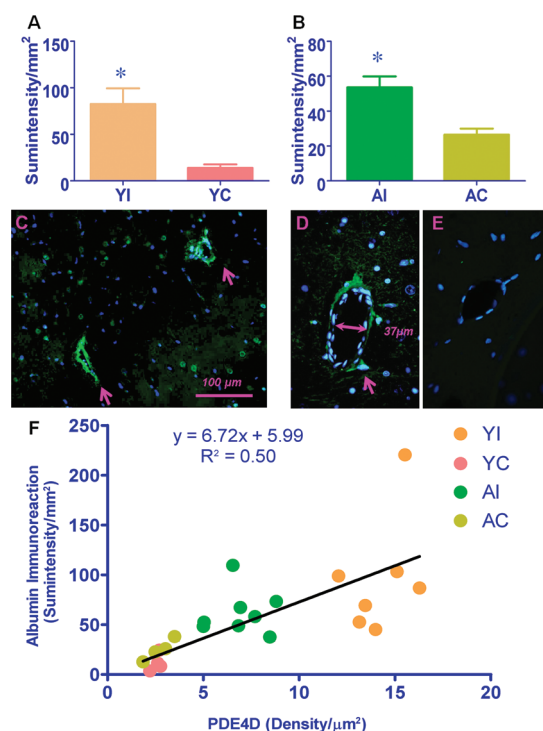 A
B
Sumintensity/mm²
100
50
0
*
YI
YC
Sumintensity/mm²
80
60
40
20
0
*
AI
AC
C
100 µm
D
37µm
E
F
y = 6.72x + 5.99
R² = 0.50
YI
YC
AI
AC
Albumin Immunoreaction
(Sumintensity/mm²)
250
200
150
100
50
0
0
5
10
15
20
PDE4D (Density/µm²)